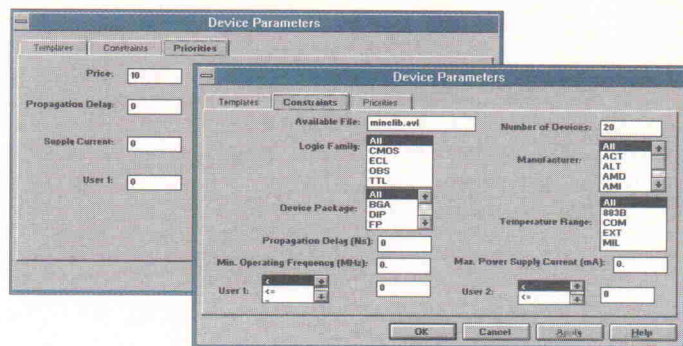 Device Parameters
Templates Constraints Priorities
Price: 10
Propagation Delay: 0
Supply Current: 0
User 1: 0
Device Parameters
Templates Constraints Priorities
Available File: minelib.avl
Number of Devices: 20
Logic Family:
All
CMOS
ECL
OBS
TTL
Manufacturer:
All
ACT
ALT
AMD
AMI
Device Package:
All
BGA
DIP
FP
Temperature Range:
All
883B
COM
EXT
MIL
Propagation Delay (Ns): 0
Min. Operating Frequency (MHz): 0.
Max. Power Supply Current (mA): 0.
User 1: < <= 0
User 2: < <= 0
OK Cancel Apply Help